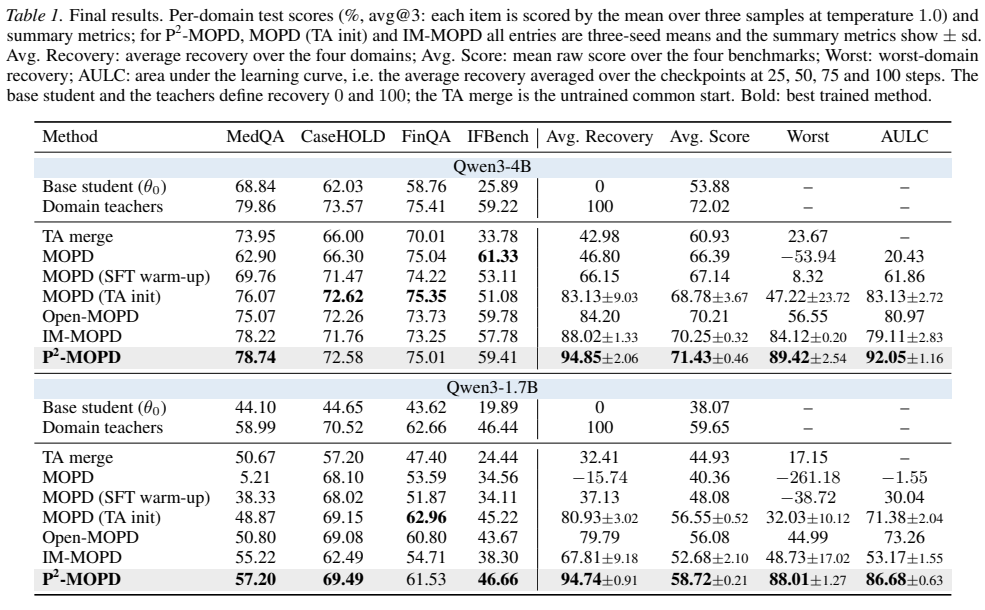 Table 1. Final results. Per-domain test scores (%, avg@3: each item is scored by the mean over three samples at temperature 1.0) and
summary metrics; for P²-MOPD, MOPD (TA init) and IM-MOPD all entries are three-seed means and the summary metrics show ± sd.
Avg. Recovery: average recovery over the four domains; Avg. Score: mean raw score over the four benchmarks; Worst: worst-domain
recovery; AULC: area under the learning curve, i.e. the average recovery averaged over the checkpoints at 25, 50, 75 and 100 steps. The
base student and the teachers define recovery 0 and 100; the TA merge is the untrained common start. Bold: best trained method.
Method MedQA CaseHOLD FinQA IFBench Avg. Recovery Avg. Score Worst AULC
Qwen3-4B
Base student (θ₀) 68.84 62.03 58.76 25.89 0 53.88 – –
Domain teachers 79.86 73.57 75.41 59.22 100 72.02 – –
TA merge 73.95 66.00 70.01 33.78 42.98 60.93 23.67 –
MOPD 62.90 66.30 75.04 61.33 46.80 66.39 −53.94 20.43
MOPD (SFT warm-up) 69.76 71.47 74.22 53.11 66.15 67.14 8.32 61.86
MOPD (TA init) 76.07 72.62 75.35 51.08 83.13±9.03 68.78±3.67 47.22±23.72 83.13±2.72
Open-MOPD 75.07 72.26 73.73 59.78 84.20 70.21 56.55 80.97
IM-MOPD 78.22 71.76 73.25 57.78 88.02±1.33 70.25±0.32 84.12±0.20 79.11±2.83
P²-MOPD 78.74 72.58 75.01 59.41 94.85±2.06 71.43±0.46 89.42±2.54 92.05±1.16
Qwen3-1.7B
Base student (θ₀) 44.10 44.65 43.62 19.89 0 38.07 – –
Domain teachers 58.99 70.52 62.66 46.44 100 59.65 – –
TA merge 50.67 57.20 47.40 24.44 32.41 44.93 17.15 –
MOPD 5.21 68.10 53.59 34.56 −15.74 40.36 −261.18 −1.55
MOPD (SFT warm-up) 38.33 68.02 51.87 34.11 37.13 48.08 −38.72 30.04
MOPD (TA init) 48.87 69.15 62.96 45.22 80.93±3.02 56.55±0.52 32.03±10.12 71.38±2.04
Open-MOPD 50.80 69.08 60.80 43.67 79.79 56.08 44.99 73.26
IM-MOPD 55.22 62.49 54.71 38.30 67.81±9.18 52.68±2.10 48.73±17.02 53.17±1.55
P²-MOPD 57.20 69.49 61.53 46.66 94.74±0.91 58.72±0.21 88.01±1.27 86.68±0.63